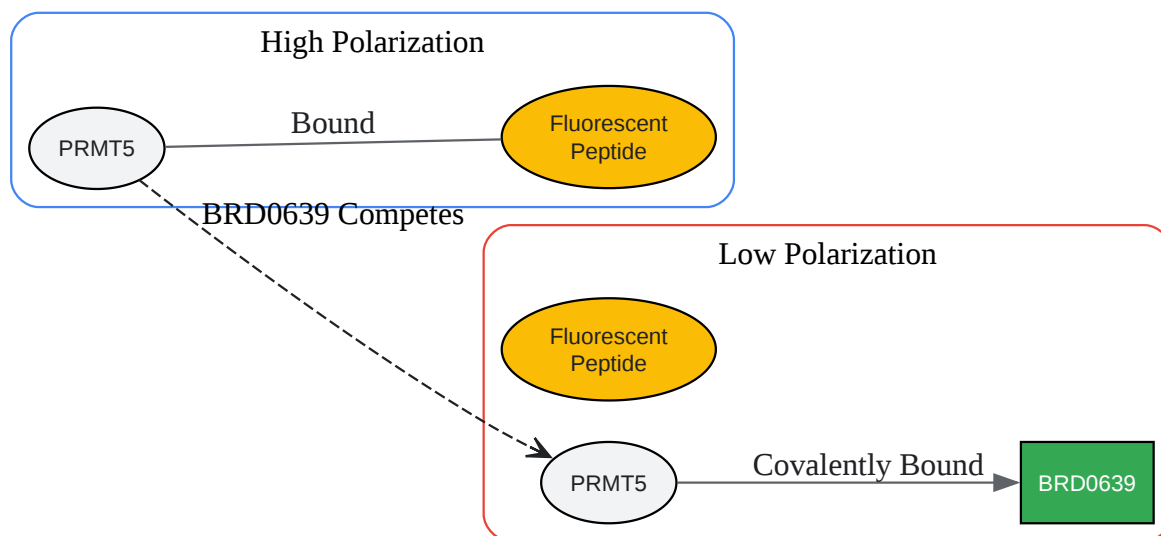 High Polarization
PRMT5
Bound
Fluorescent
Peptide
BRD0639 Competes
Low Polarization
Fluorescent
Peptide
PRMT5
Covalently Bound
BRD0639